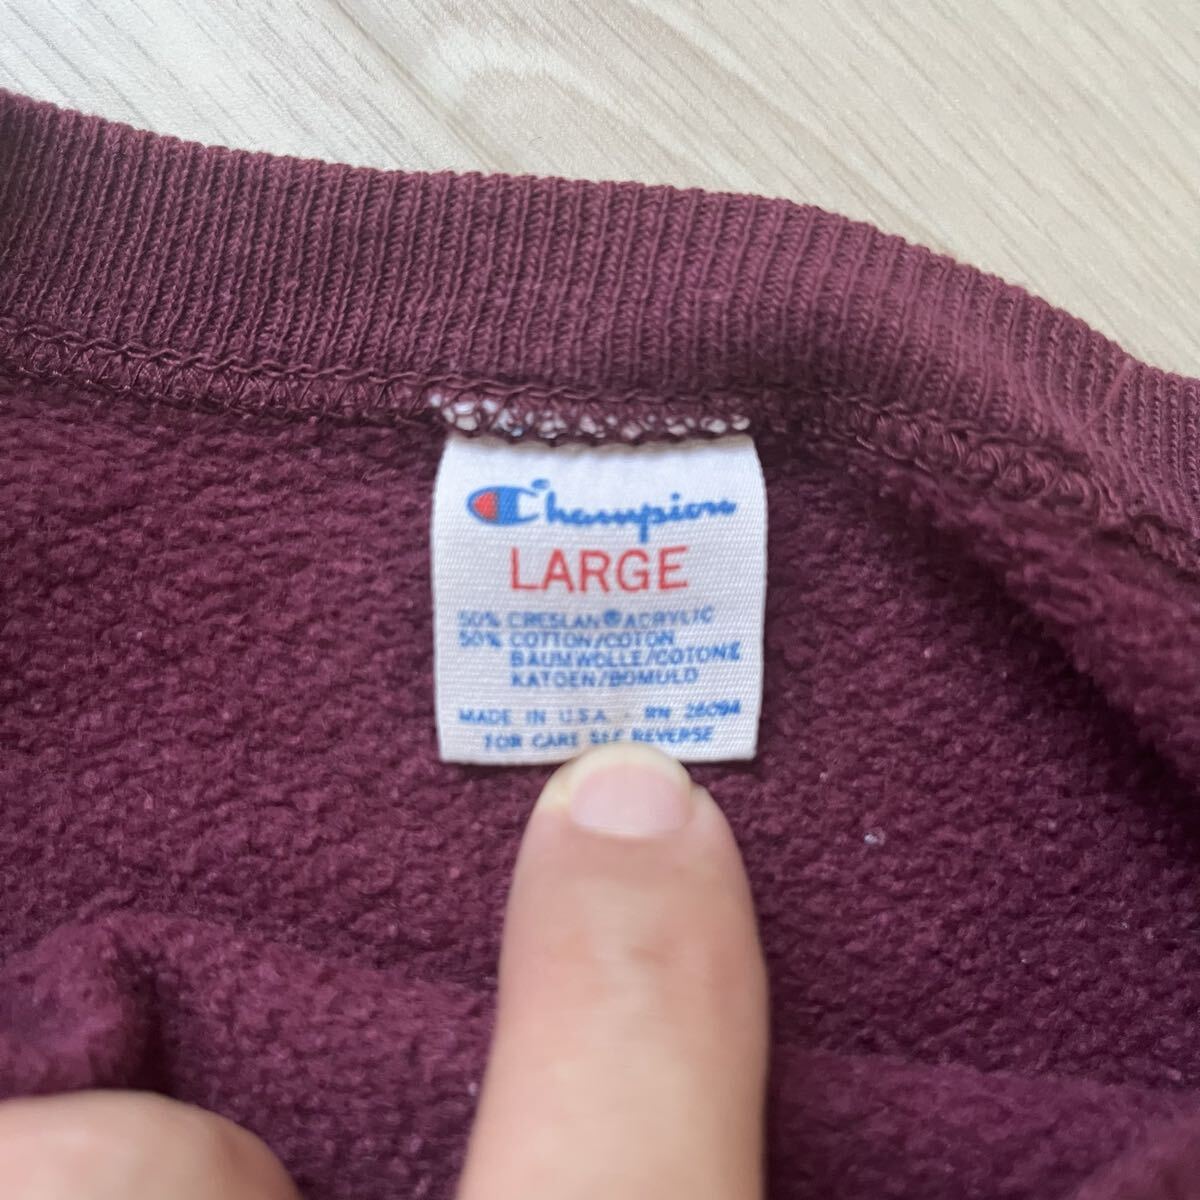 Champion
LARGE
50% CRESLAN® ACRYLIC
50% COTTON/COTON
BAUMWOLLE/COTONE
KATOEN/BOMULD
MADE IN U.S.A. RN 26094
FOR CARE SEE REVERSE